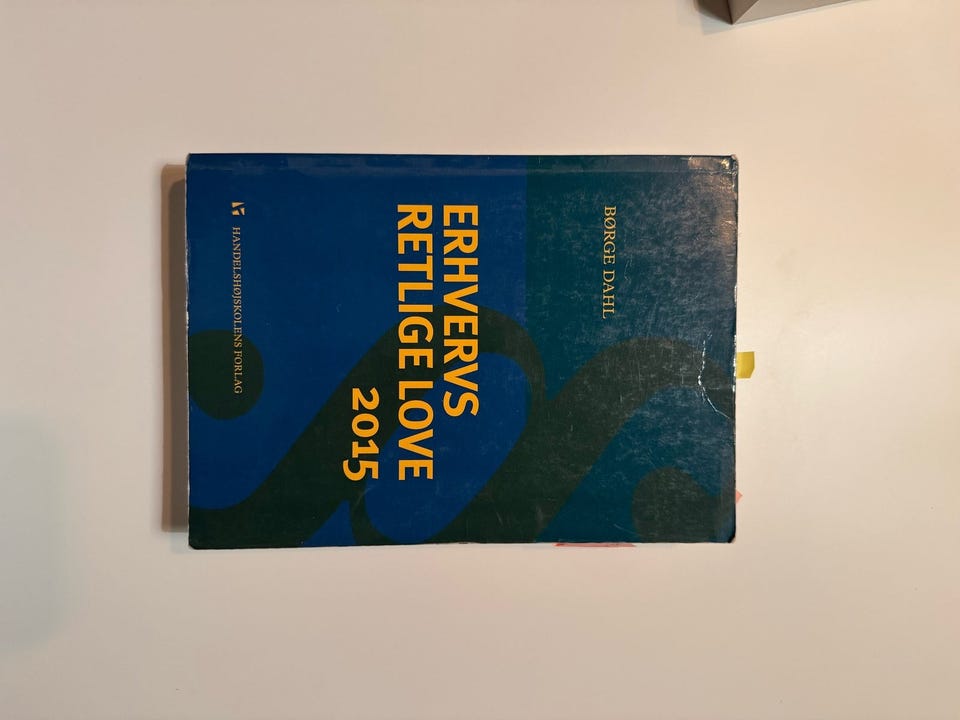 BØRGE DAHL
ERHVERVS
RETLIGE LOVE
2015
HANDELSHØJSKOLENS FORLAG